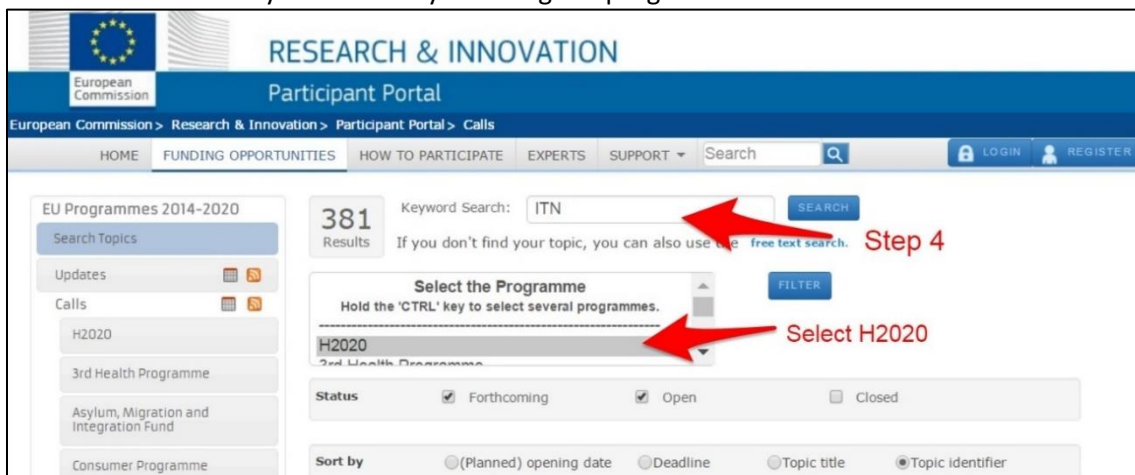 RESEARCH & INNOVATION
European
Commission
Participant Portal
European Commission > Research & Innovation > Participant Portal > Calls
HOME FUNDING OPPORTUNITIES HOW TO PARTICIPATE EXPERTS SUPPORT Search LOGIN REGISTER
EU Programmes 2014-2020
Search Topics
Updates
Calls
H2020
3rd Health Programme
Asylum, Migration and
Integration Fund
Consumer Programme
381
Results
Keyword Search: ITN SEARCH
If you don't find your topic, you can also use the free text search.
Step 4
Select the Programme
Hold the 'CTRL' key to select several programmes.
FILTER
H2020
3rd Health Programme
Select H2020
Status Forthcoming Open Closed
Sort by (Planned) opening date Deadline Topic title Topic identifier